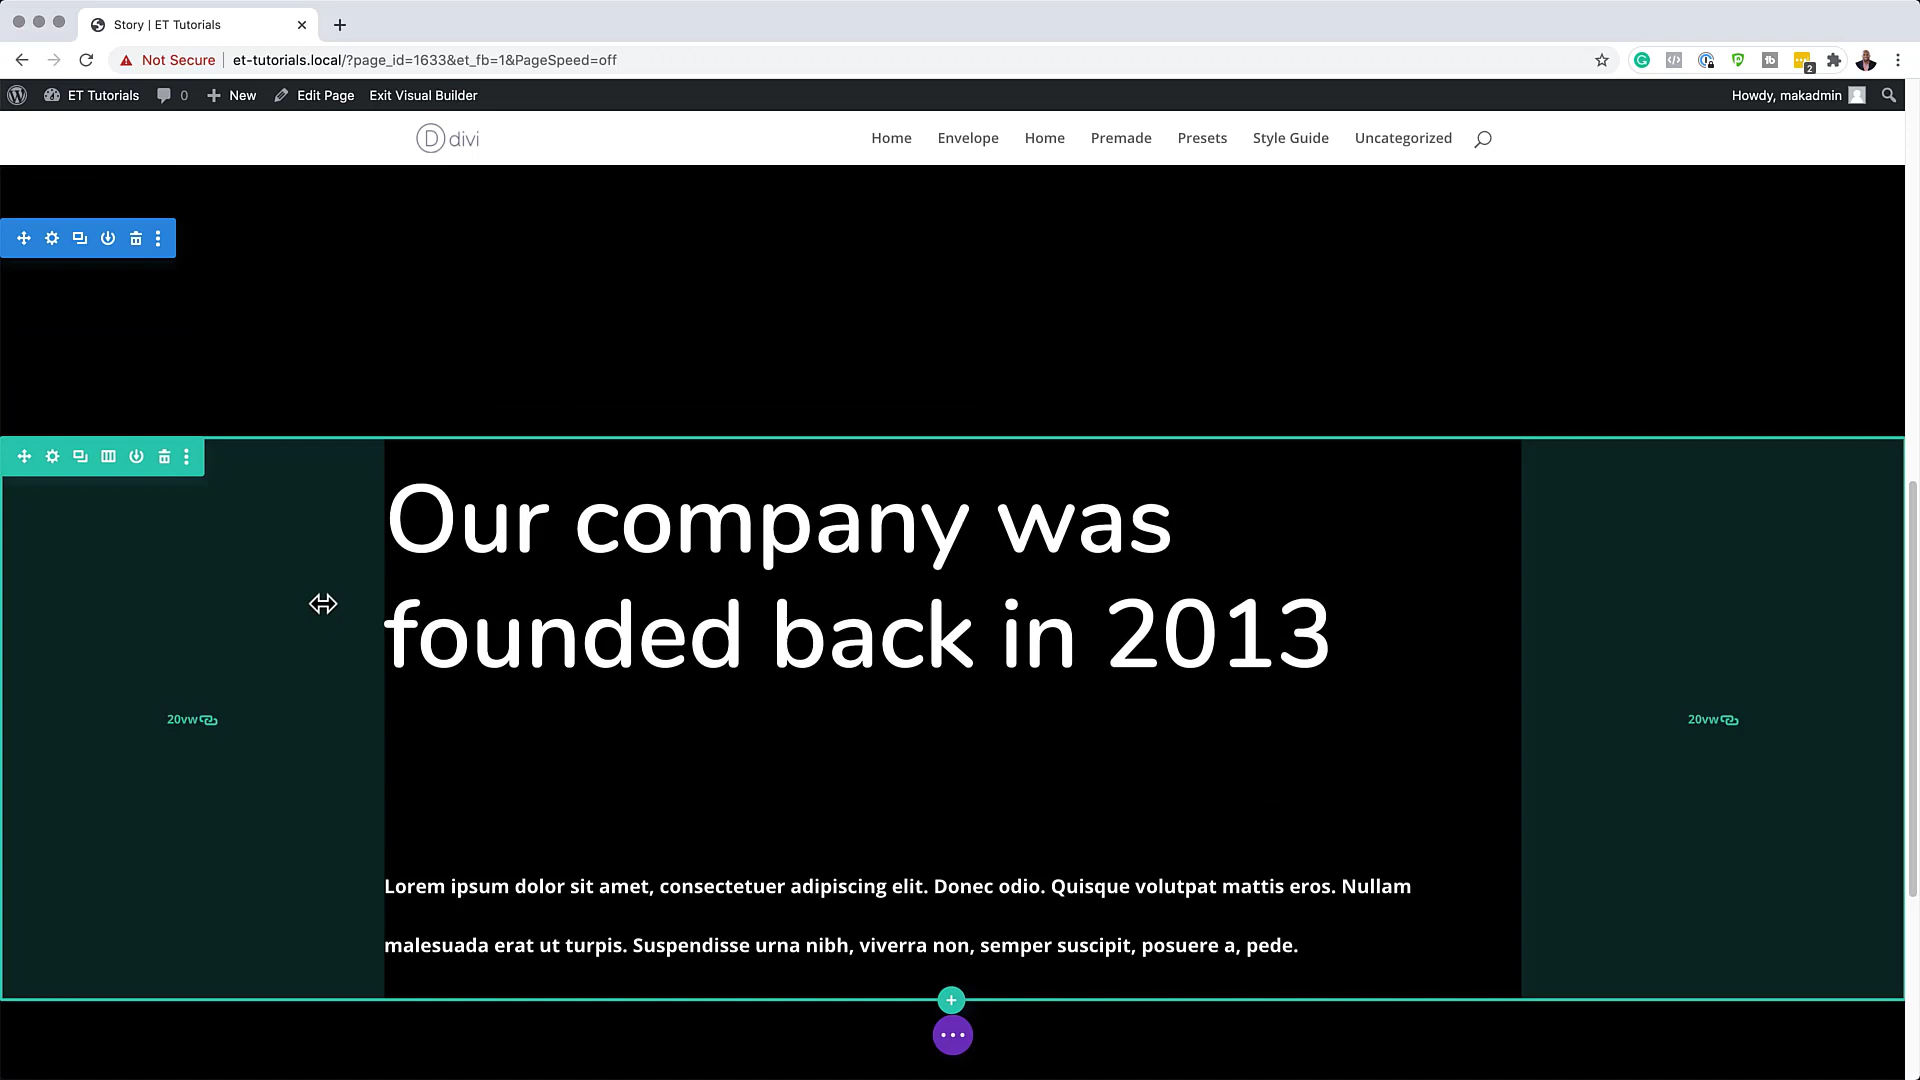 Story | ET Tutorials
Not Secure
et-tutorials.local/?page_id=1633&et_fb=1&PageSpeed=off
2
ET Tutorials
0
New
Edit Page
Exit Visual Builder
Howdy, makadmin
D divi
Home
Envelope
Home
Premade
Presets
Style Guide
Uncategorized
Our company was
founded back in 2013
20vw
20vw
Lorem ipsum dolor sit amet, consectetuer adipiscing elit. Donec odio. Quisque volutpat mattis eros. Nullam
malesuada erat ut turpis. Suspendisse urna nibh, viverra non, semper suscipit, posuere a, pede.